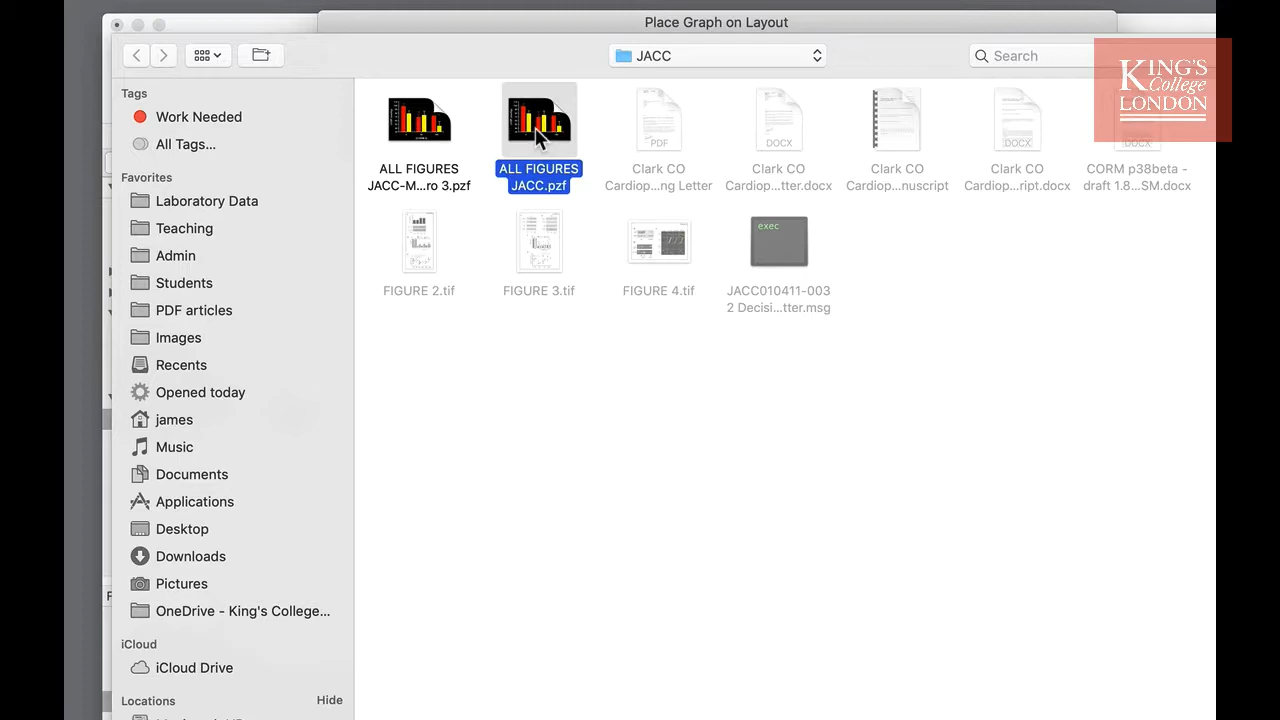 Place Graph on Layout
JACC
Search
KING'S
College
LONDON
Tags
Work Needed
All Tags...
Favorites
Laboratory Data
Teaching
Admin
Students
PDF articles
Images
Recents
Opened today
james
Music
Documents
Applications
Desktop
Downloads
Pictures
OneDrive - King's College...
iCloud
iCloud Drive
Locations
Hide
ALL FIGURES
JACC-M...ro 3.pzf
ALL FIGURES
JACC.pzf
PDF
Clark CO
Cardiop...ng Letter
DOCX
Clark CO
Cardiop...tter.docx
Clark CO
Cardiop...nuscript
DOCX
Clark CO
Cardiop...ript.docx
DOCX
CORM p38beta -
draft 1.8...SM.docx
FIGURE 2.tif
FIGURE 3.tif
FIGURE 4.tif
exec
JACC010411-003
2 Decisi...tter.msg